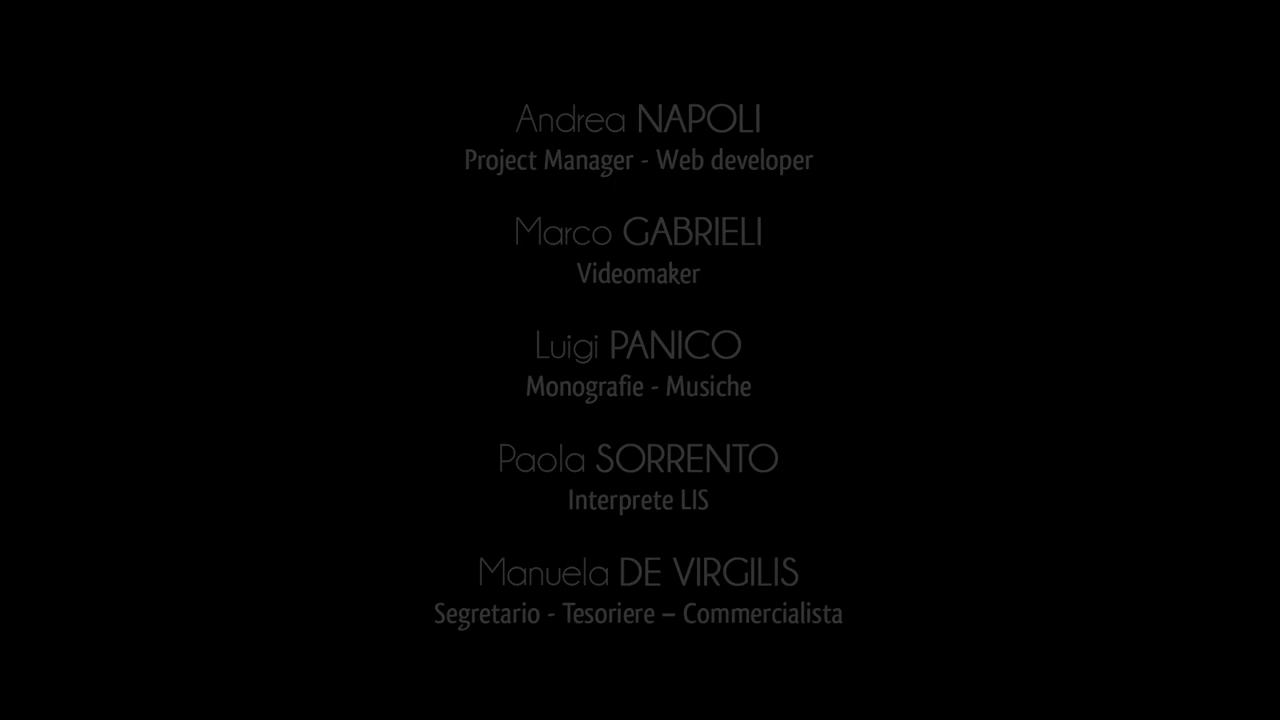 Andrea NAPOLI
Project Manager - Web developer
Marco GABRIELI
Videomaker
Luigi PANICO
Monografie - Musiche
Paola SORRENTO
Interprete LIS
Manuela DE VIRGILIS
Segretario - Tesoriere – Commercialista